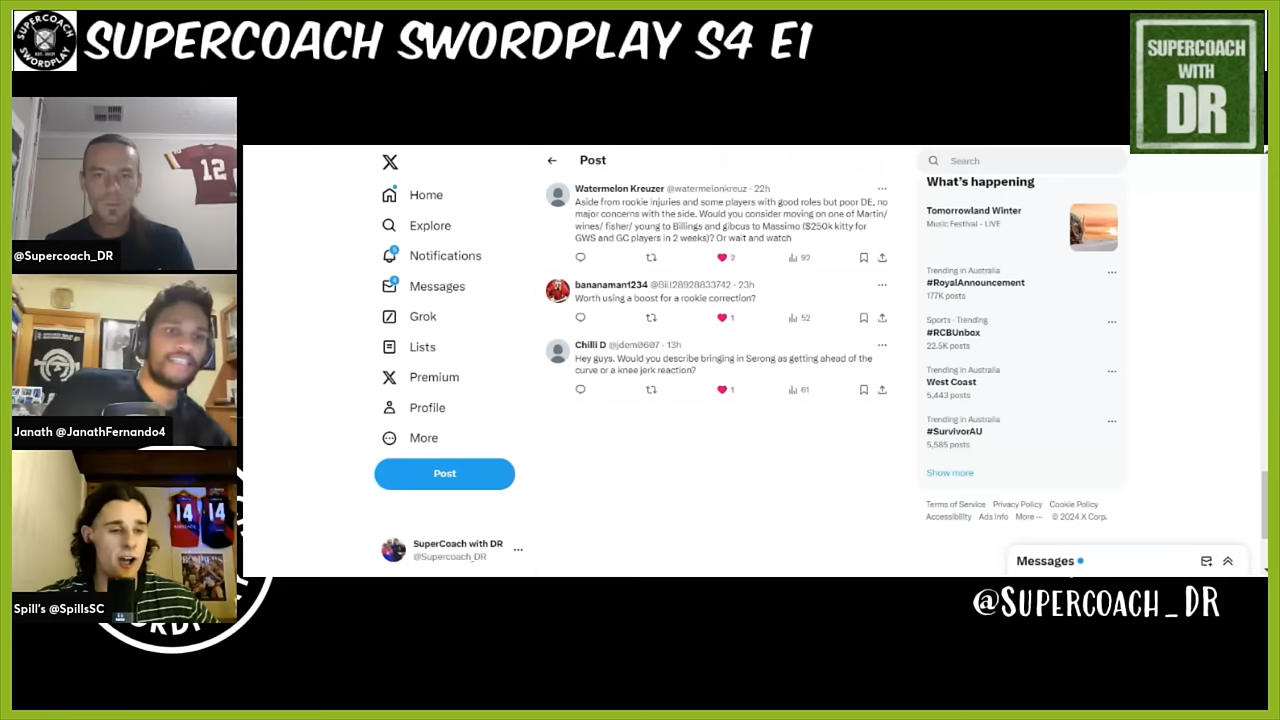 SUPERCOACH SWORDPLAY S4 E1
SUPERCOACH
SWORDPLAY
SUPERCOACH
WITH
DR
12
@Supercoach_DR
Janath @JanathFernando4
14
14
Spill's @SpillsSC
Home
Explore
Notifications
Messages
Grok
Lists
Premium
Profile
More
Post
SuperCoach with DR
@Supercoach_DR
Post
Watermelon Kreuzer @watermelonkreuz · 22h
Aside from rookie injuries and some players with good roles but poor DE, no
major concerns with the side. Would you consider moving on one of Martin/
wines/ fisher/ young to Billings and gibcus to Massimo ($250k kitty for
GWS and GC players in 2 weeks)? Or wait and watch
2
92
bananaman1234 @Bill28928833742 · 23h
Worth using a boost for a rookie correction?
1
52
Chilli D @jdem0607 · 13h
Hey guys. Would you describe bringing in Serong as getting ahead of the
curve or a knee jerk reaction?
1
61
Search
What's happening
Tomorrowland Winter
Music Festival · LIVE
Trending in Australia
#RoyalAnnouncement
177K posts
Sports · Trending
#RCBUnbox
22.5K posts
Trending in Australia
West Coast
5,443 posts
Trending in Australia
#SurvivorAU
5,585 posts
Show more
Terms of Service Privacy Policy Cookie Policy
Accessibility Ads info More ··· © 2024 X Corp.
Messages
@SUPERCOACH_DR